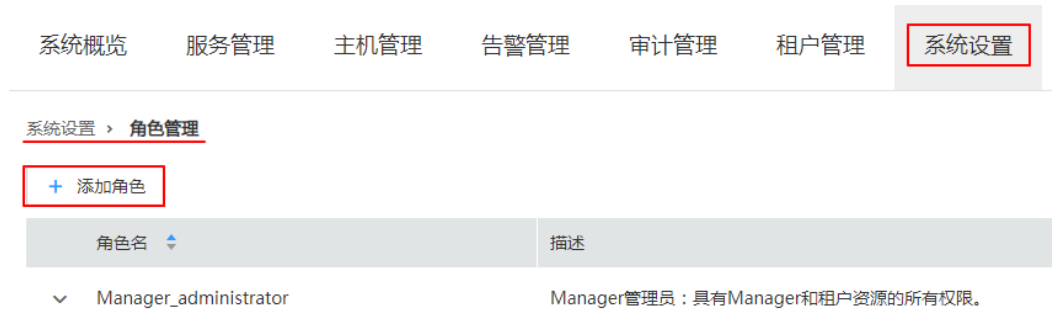 系统概览 服务管理 主机管理 告警管理 审计管理 租户管理 系统设置
系统设置 › 角色管理
+ 添加角色
角色名 描述
Manager_administrator Manager管理员：具有Manager和租户资源的所有权限。